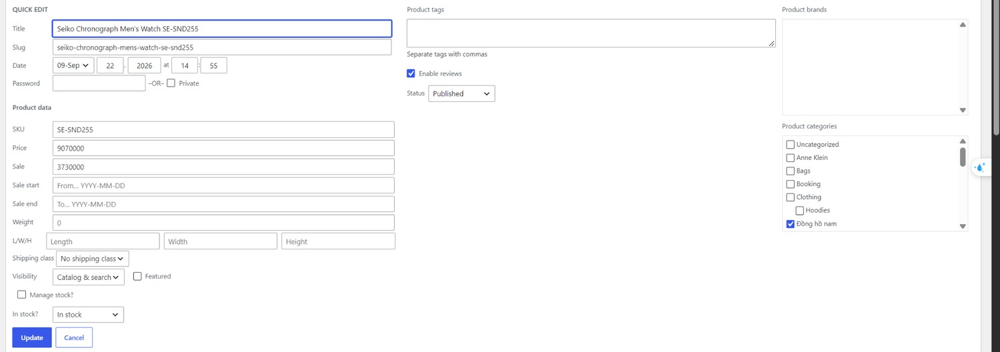 QUICK EDIT
Title Seiko Chronograph Men's Watch SE-SND255
Slug seiko-chronograph-mens-watch-se-snd255
Date 09-Sep 22, 2026 at 14 : 55
Password –OR– Private
Product data
SKU SE-SND255
Price 9070000
Sale 3730000
Sale start From... YYYY-MM-DD
Sale end To... YYYY-MM-DD
Weight 0
L/W/H Length Width Height
Shipping class No shipping class
Visibility Catalog & search Featured
Manage stock?
In stock? In stock
Update Cancel
Product tags
Separate tags with commas
Enable reviews
Status Published
Product brands
Product categories
Uncategorized
Anne Klein
Bags
Booking
Clothing
Hoodies
Đồng hồ nam